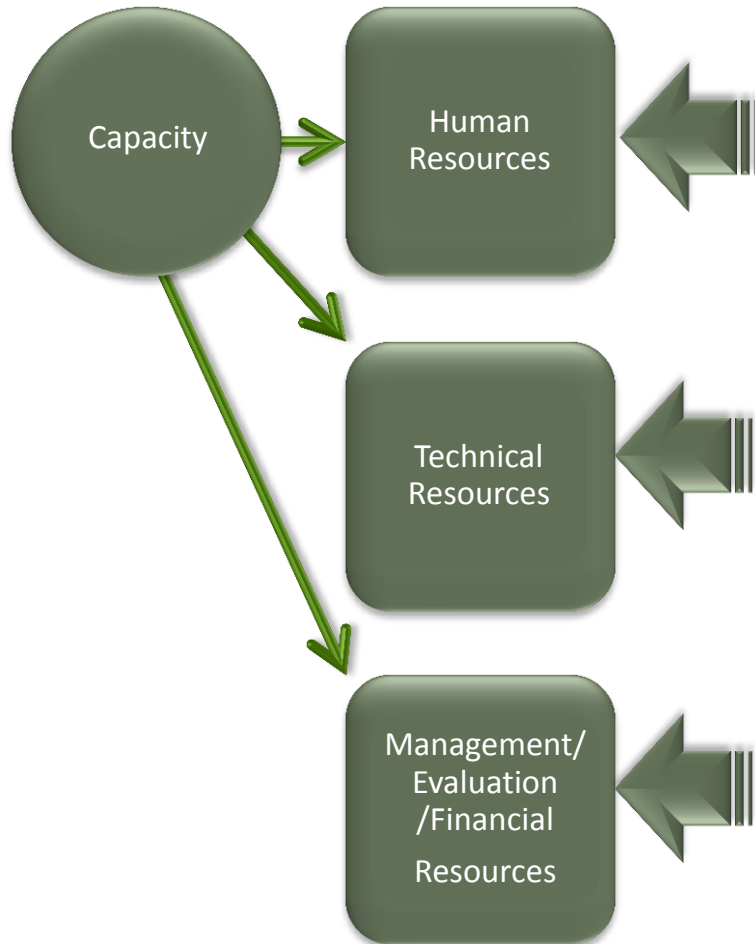 Capacity
Human
Resources
Technical
Resources
Management/
Evaluation
/Financial
Resources